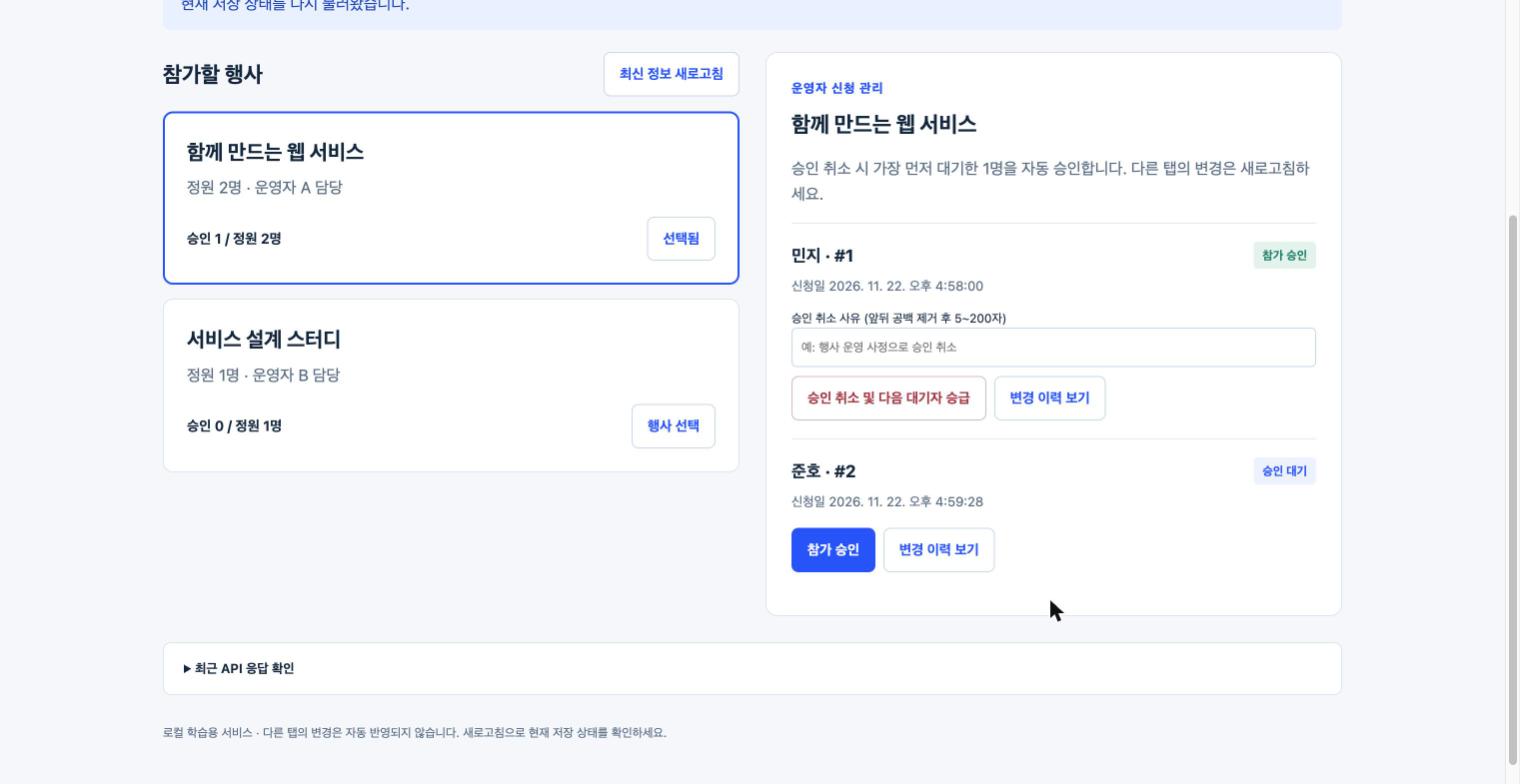 현재 저장 상태를 다시 불러왔습니다.
참가할 행사
최신 정보 새로고침
함께 만드는 웹 서비스
정원 2명 · 운영자 A 담당
승인 1 / 정원 2명
선택됨
서비스 설계 스터디
정원 1명 · 운영자 B 담당
승인 0 / 정원 1명
행사 선택
운영자 신청 관리
함께 만드는 웹 서비스
승인 취소 시 가장 먼저 대기한 1명을 자동 승인합니다. 다른 탭의 변경은 새로고침하
세요.
민지 · #1
참가 승인
신청일 2026. 11. 22. 오후 4:58:00
승인 취소 사유 (앞뒤 공백 제거 후 5~200자)
예: 행사 운영 사정으로 승인 취소
승인 취소 및 다음 대기자 승급
변경 이력 보기
준호 · #2
승인 대기
신청일 2026. 11. 22. 오후 4:59:28
참가 승인
변경 이력 보기
▶ 최근 API 응답 확인
로컬 학습용 서비스 · 다른 탭의 변경은 자동 반영되지 않습니다. 새로고침으로 현재 저장 상태를 확인하세요.